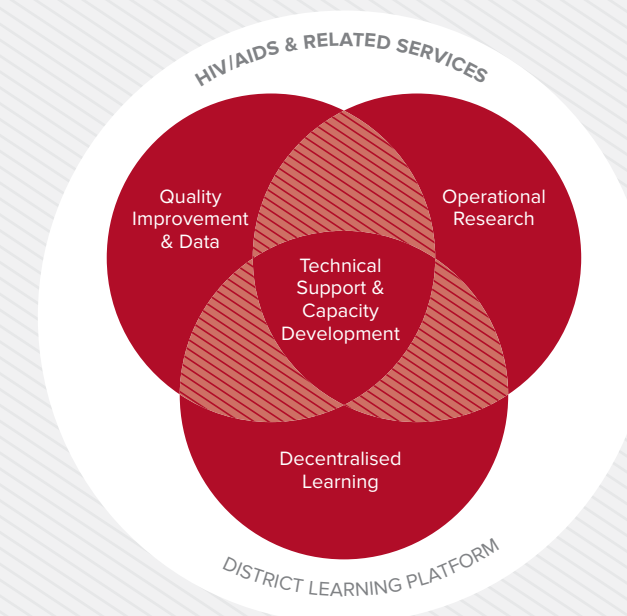 HIV/AIDS & RELATED SERVICES
Quality
Improvement
& Data
Operational
Research
Technical
Support &
Capacity
Development
Decentralised
Learning
DISTRICT LEARNING PLATFORM